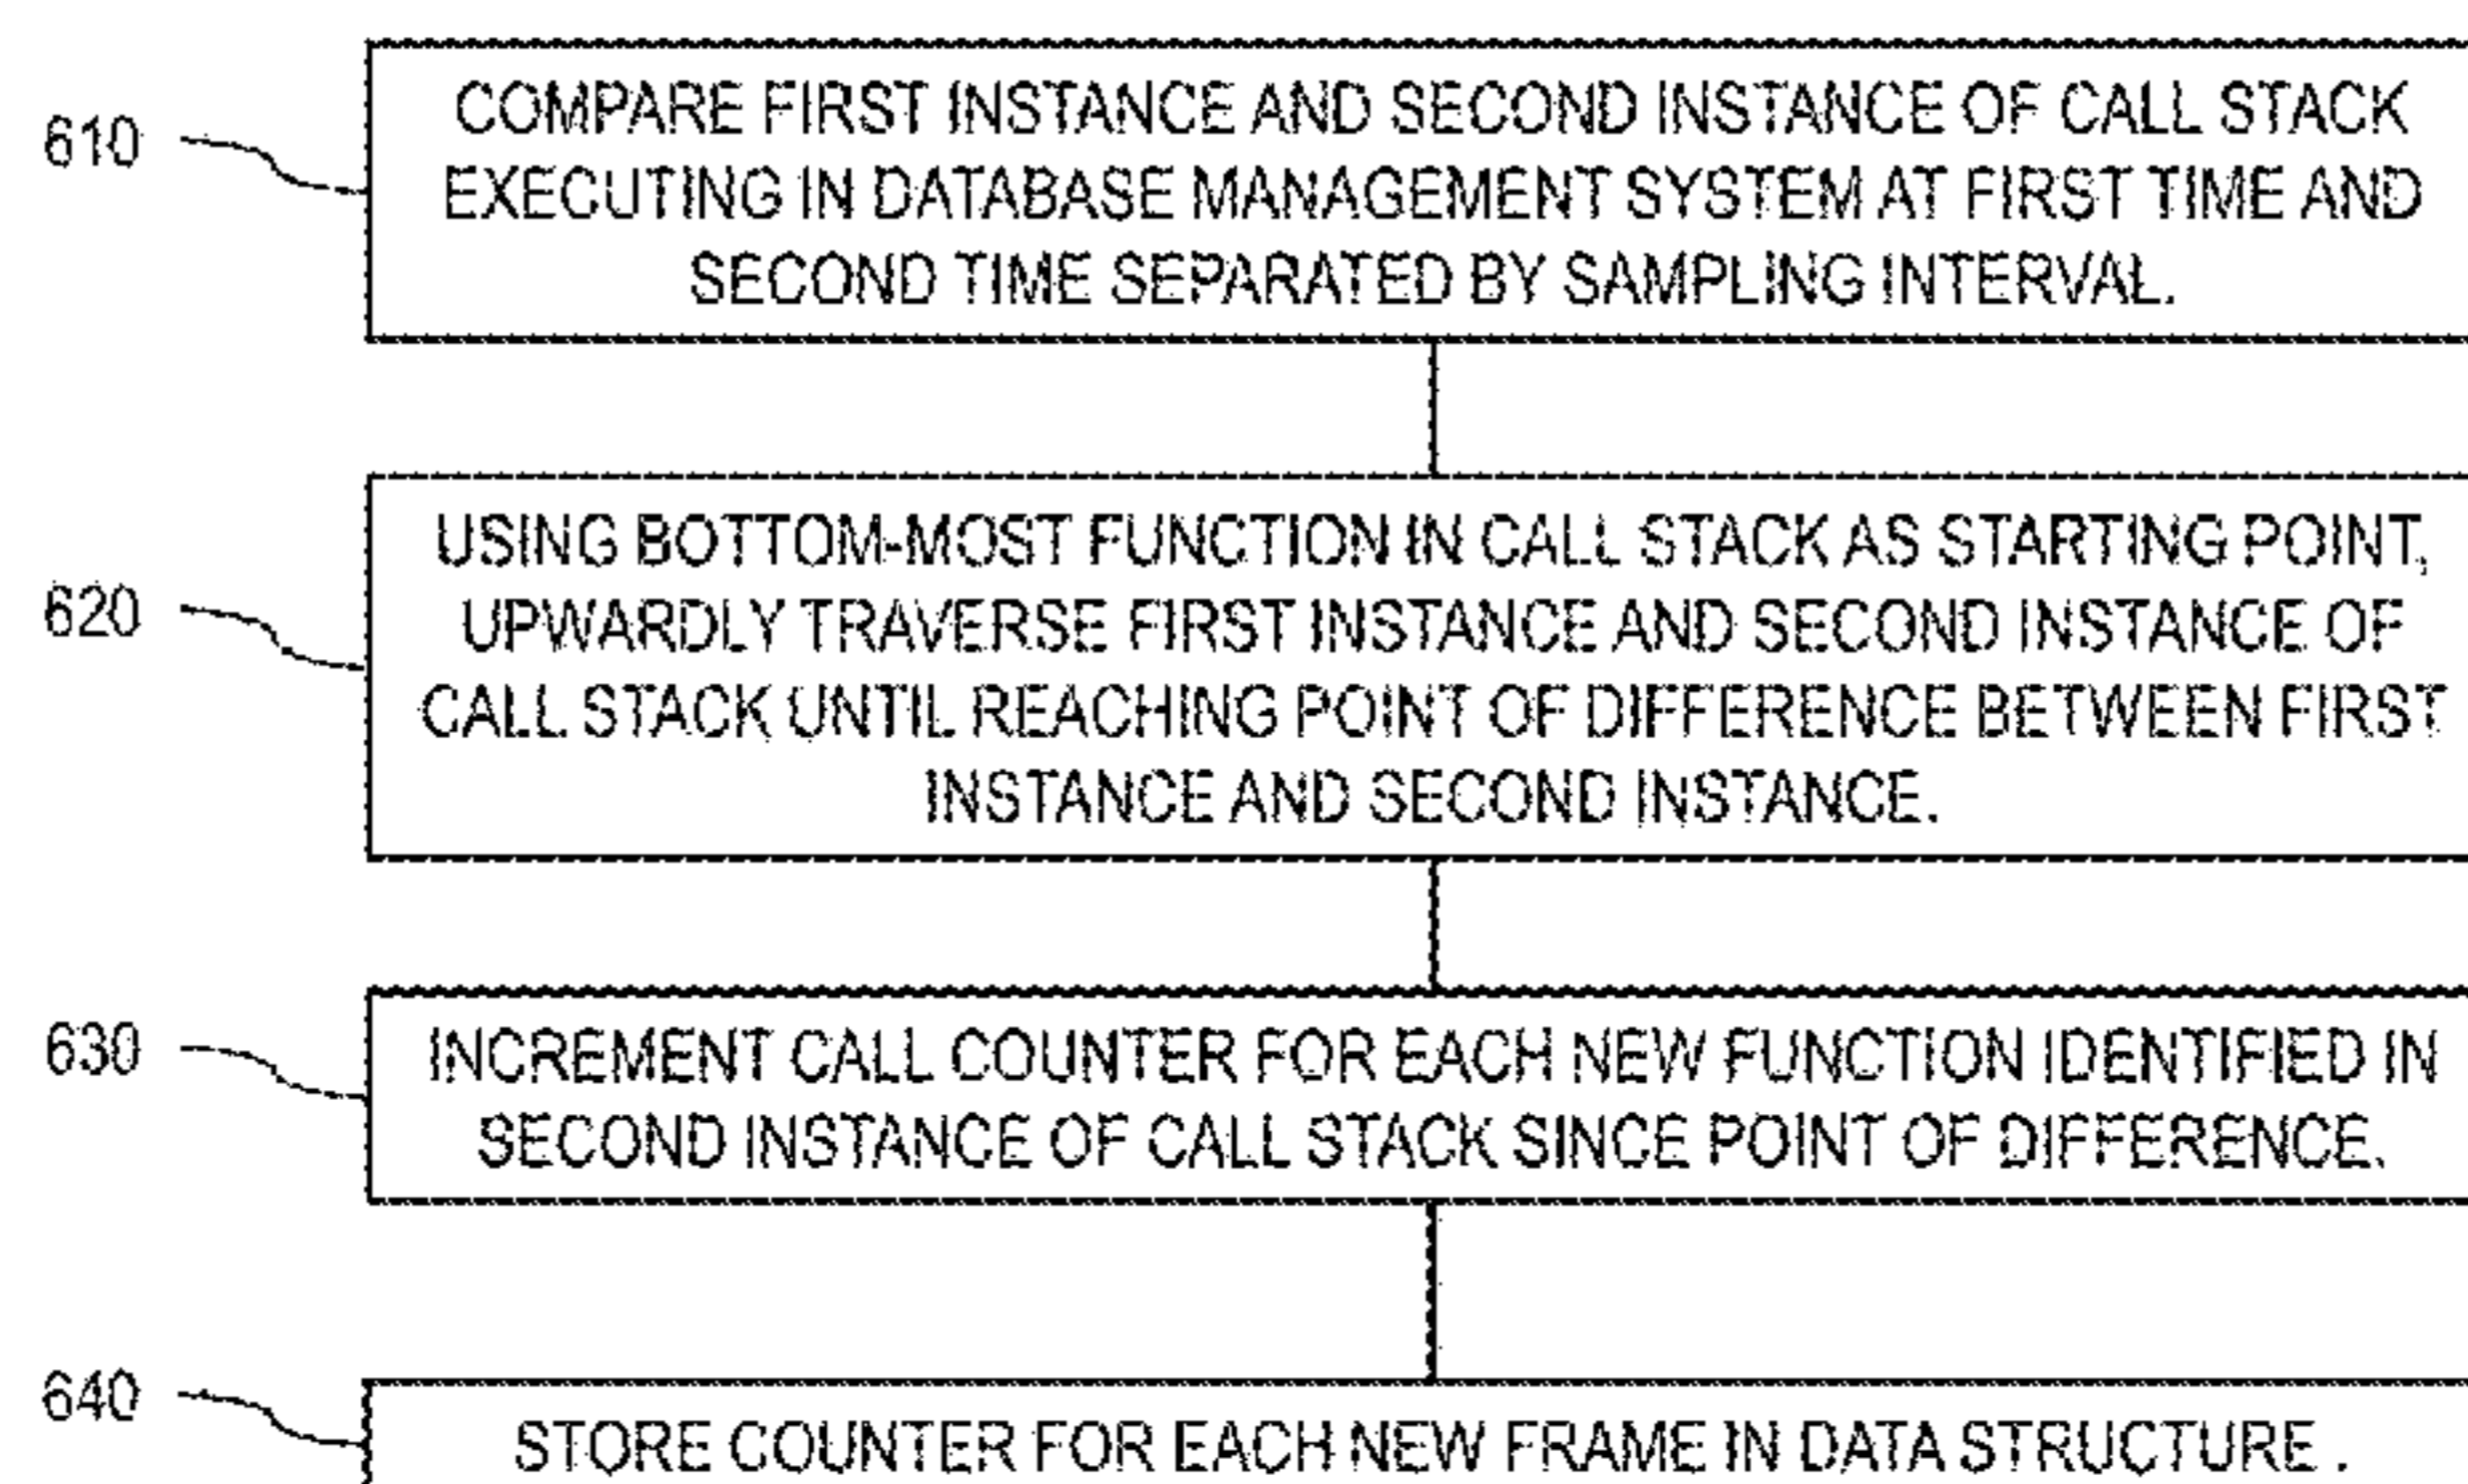 610
COMPARE FIRST INSTANCE AND SECOND INSTANCE OF CALL STACK
EXECUTING IN DATABASE MANAGEMENT SYSTEM AT FIRST TIME AND
SECOND TIME SEPARATED BY SAMPLING INTERVAL.
620
USING BOTTOM-MOST FUNCTION IN CALL STACK AS STARTING POINT,
UPWARDLY TRAVERSE FIRST INSTANCE AND SECOND INSTANCE OF
CALL STACK UNTIL REACHING POINT OF DIFFERENCE BETWEEN FIRST
INSTANCE AND SECOND INSTANCE.
630
INCREMENT CALL COUNTER FOR EACH NEW FUNCTION IDENTIFIED IN
SECOND INSTANCE OF CALL STACK SINCE POINT OF DIFFERENCE.
640
STORE COUNTER FOR EACH NEW FRAME IN DATA STRUCTURE .